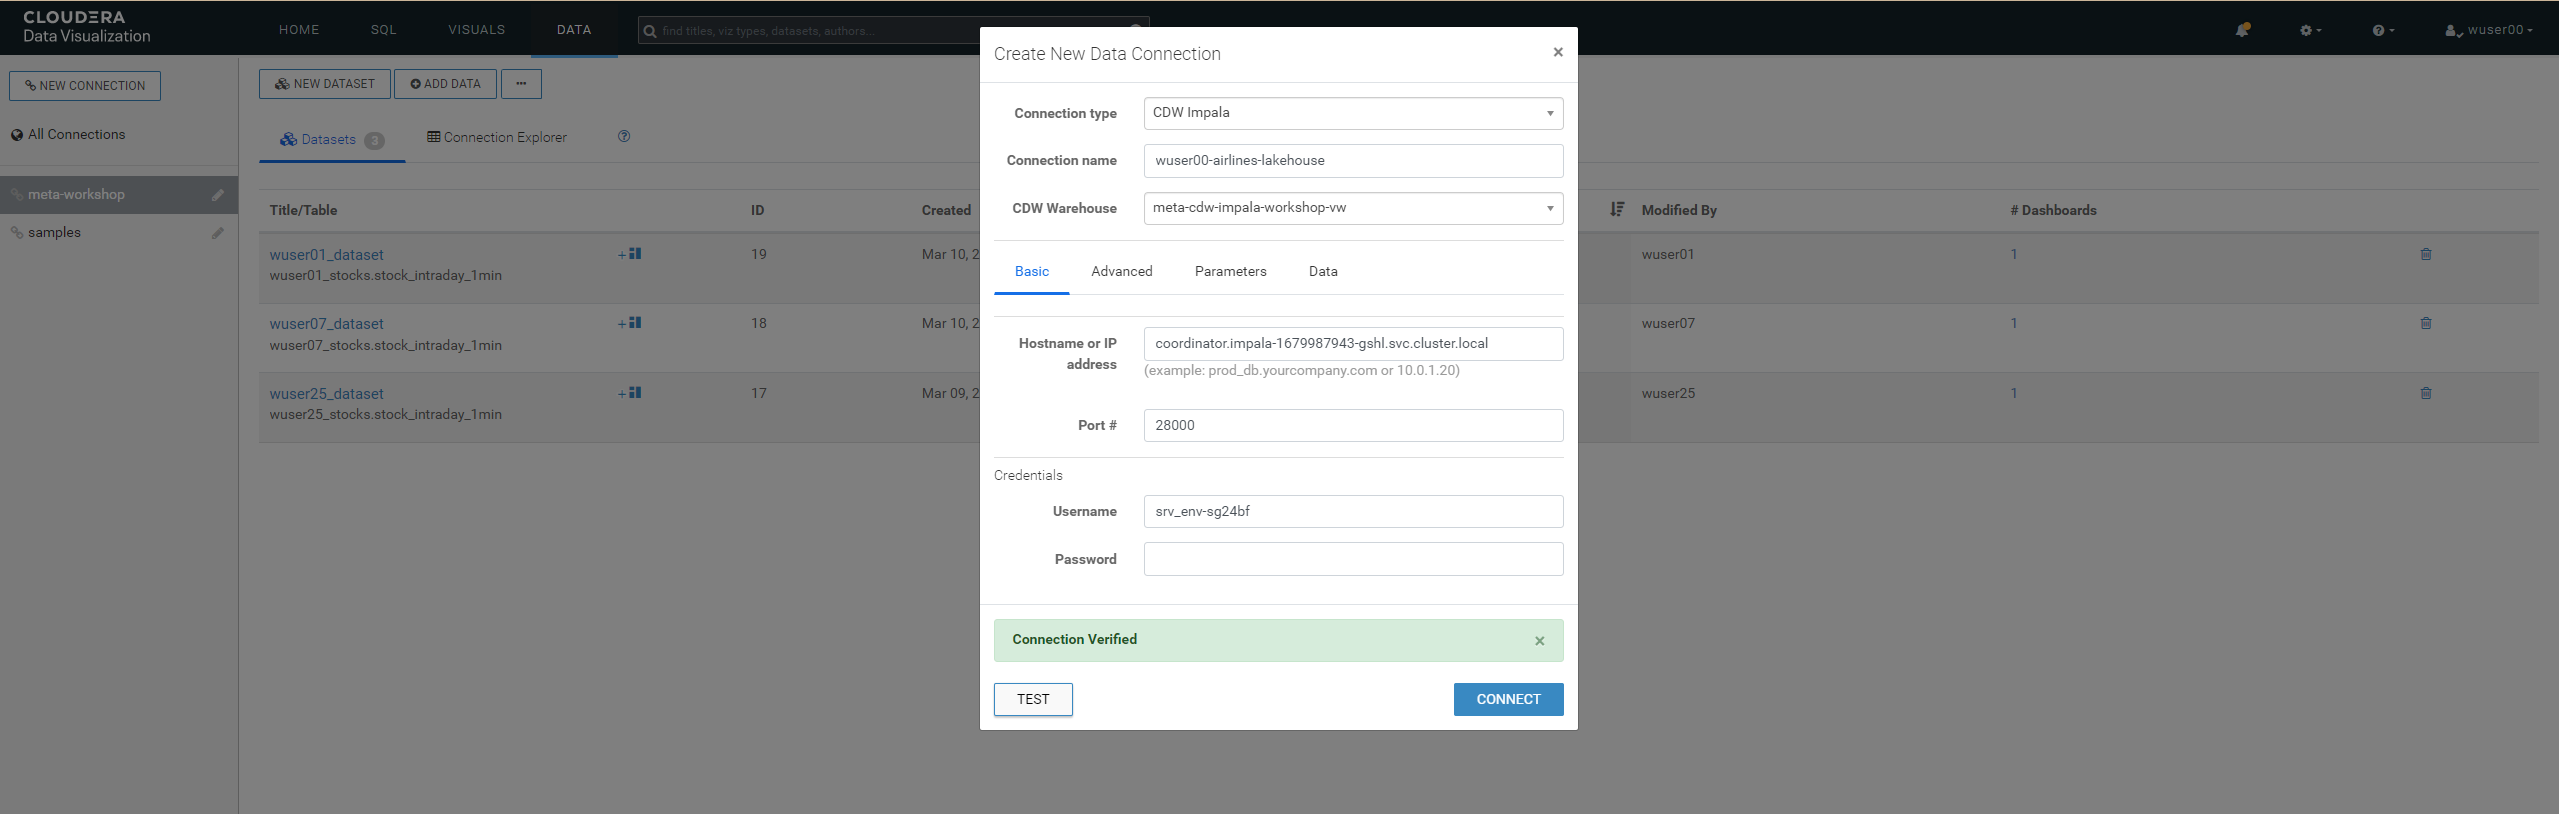 CLOUDERA
Data Visualization
HOME
SQL
VISUALS
DATA
find titles, viz types, datasets, authors...
wuser00
NEW CONNECTION
All Connections
meta-workshop
samples
NEW DATASET
ADD DATA
...
Datasets 3
Connection Explorer
Title/Table
ID
Created
Modified By
# Dashboards
wuser01_dataset
wuser01_stocks.stock_intraday_1min
19
Mar 10, 2
wuser01
1
wuser07_dataset
wuser07_stocks.stock_intraday_1min
18
Mar 10, 2
wuser07
1
wuser25_dataset
wuser25_stocks.stock_intraday_1min
17
Mar 09, 2
wuser25
1
Create New Data Connection
×
Connection type
CDW Impala
Connection name
wuser00-airlines-lakehouse
CDW Warehouse
meta-cdw-impala-workshop-vw
Basic
Advanced
Parameters
Data
Hostname or IP
address
coordinator.impala-1679987943-gshl.svc.cluster.local
(example: prod_db.yourcompany.com or 10.0.1.20)
Port #
28000
Credentials
Username
srv_env-sg24bf
Password
Connection Verified
×
TEST
CONNECT